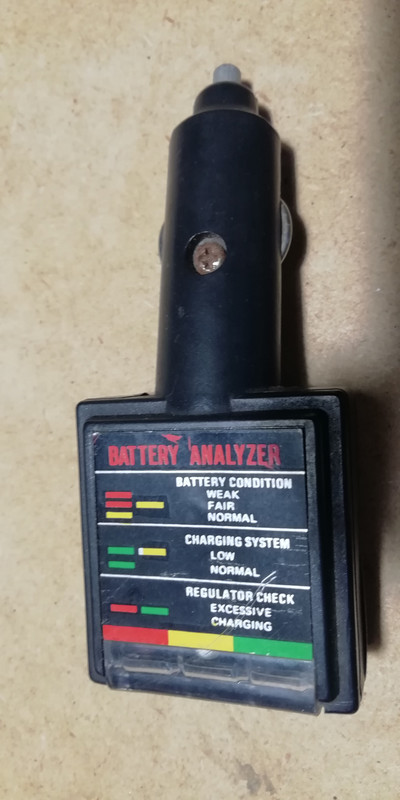 BATTERY ANALYZER
BATTERY CONDITION
WEAK
FAIR
NORMAL
CHARGING SYSTEM
LOW
NORMAL
REGULATOR CHECK
EXCESSIVE
CHARGING